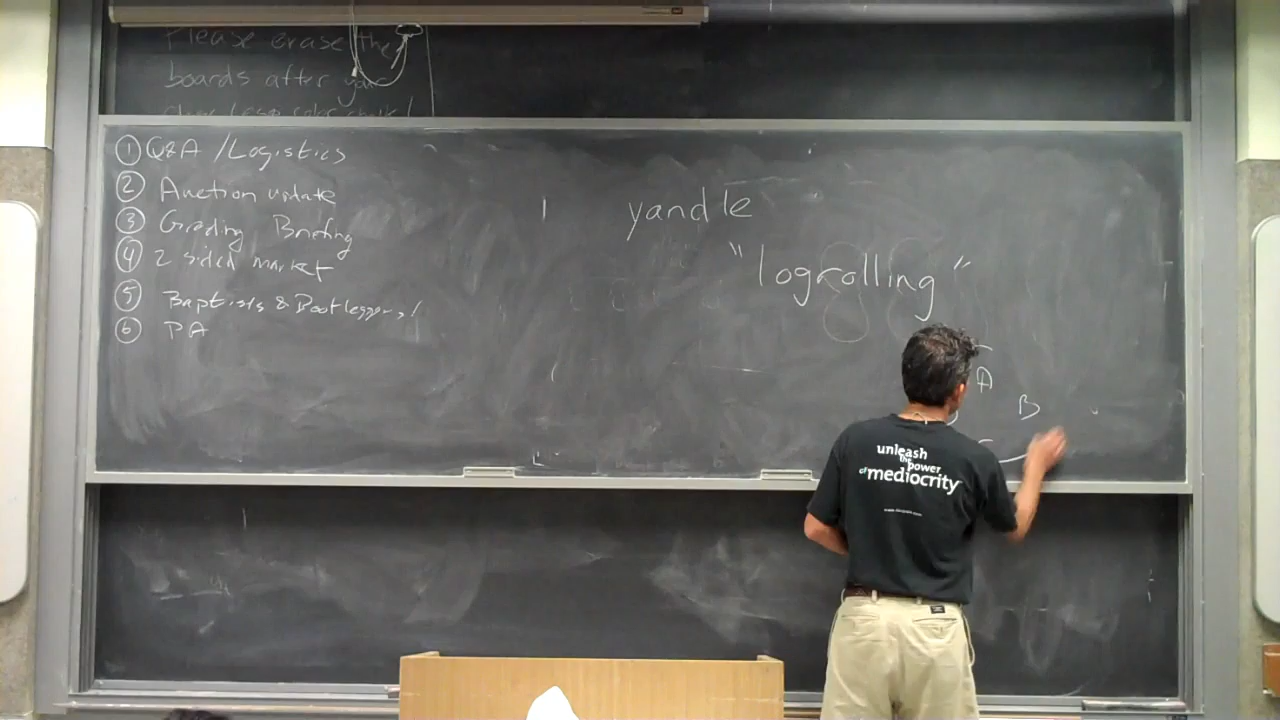 Please erase the
boards after your
① Q&A / Logistics
② Auction update
③ Grading Briefing
④ 2 sided market
⑤ Baptists & Bootleggers!
⑥ PA
yandle
"logrolling"
A
B
unleash
the power
of mediocrity